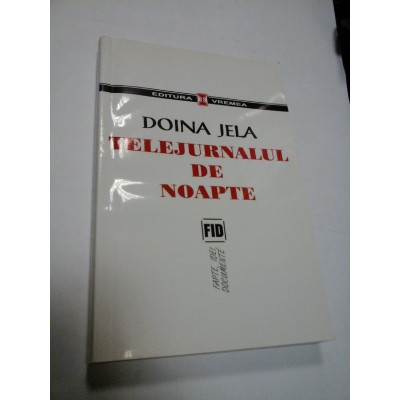 EDITURA VREMEA
DOINA JELA
TELEJURNALUL
DE
NOAPTE
FID
FAPTE, IDEI,
DOCUMENTE